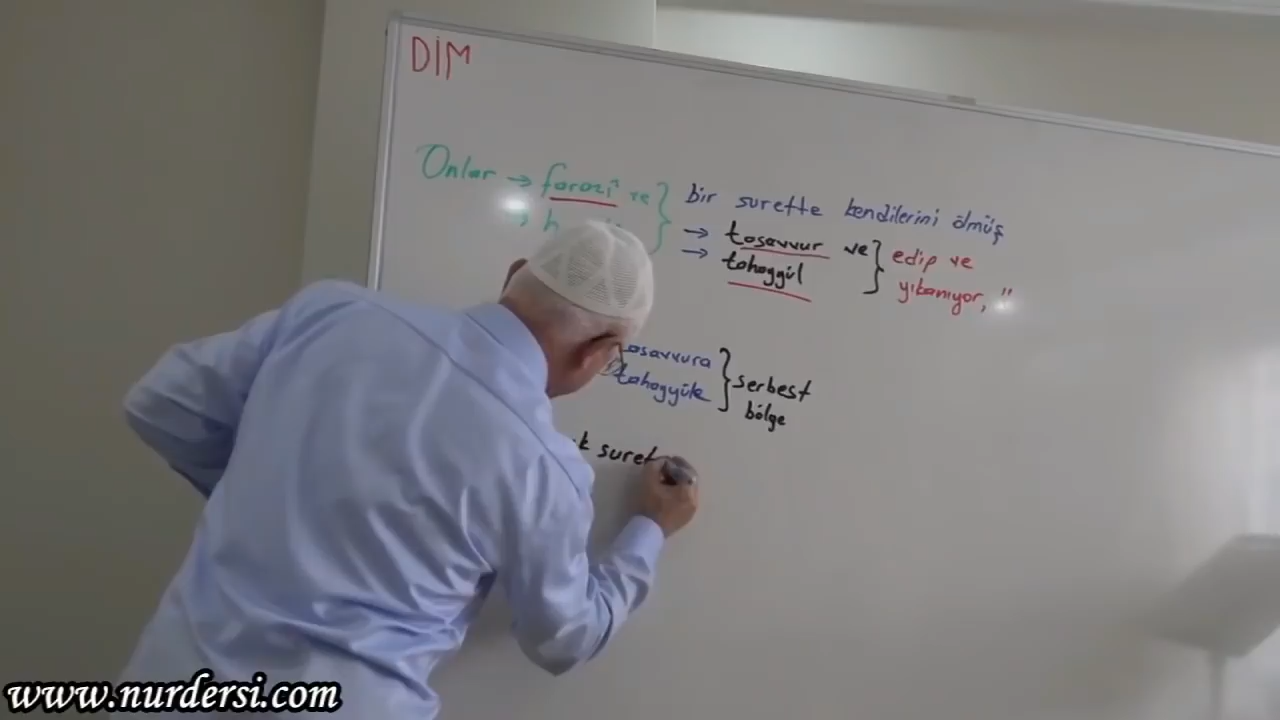 DİM
Onlar → farazî ve } bir surette kendilerini ölmüş
→ → tasavvur ve } edip ve
→ tahayyül yıkanıyor, "
tasavvura } serbest
tahayyüle bölge
suret
www.nurdersi.com